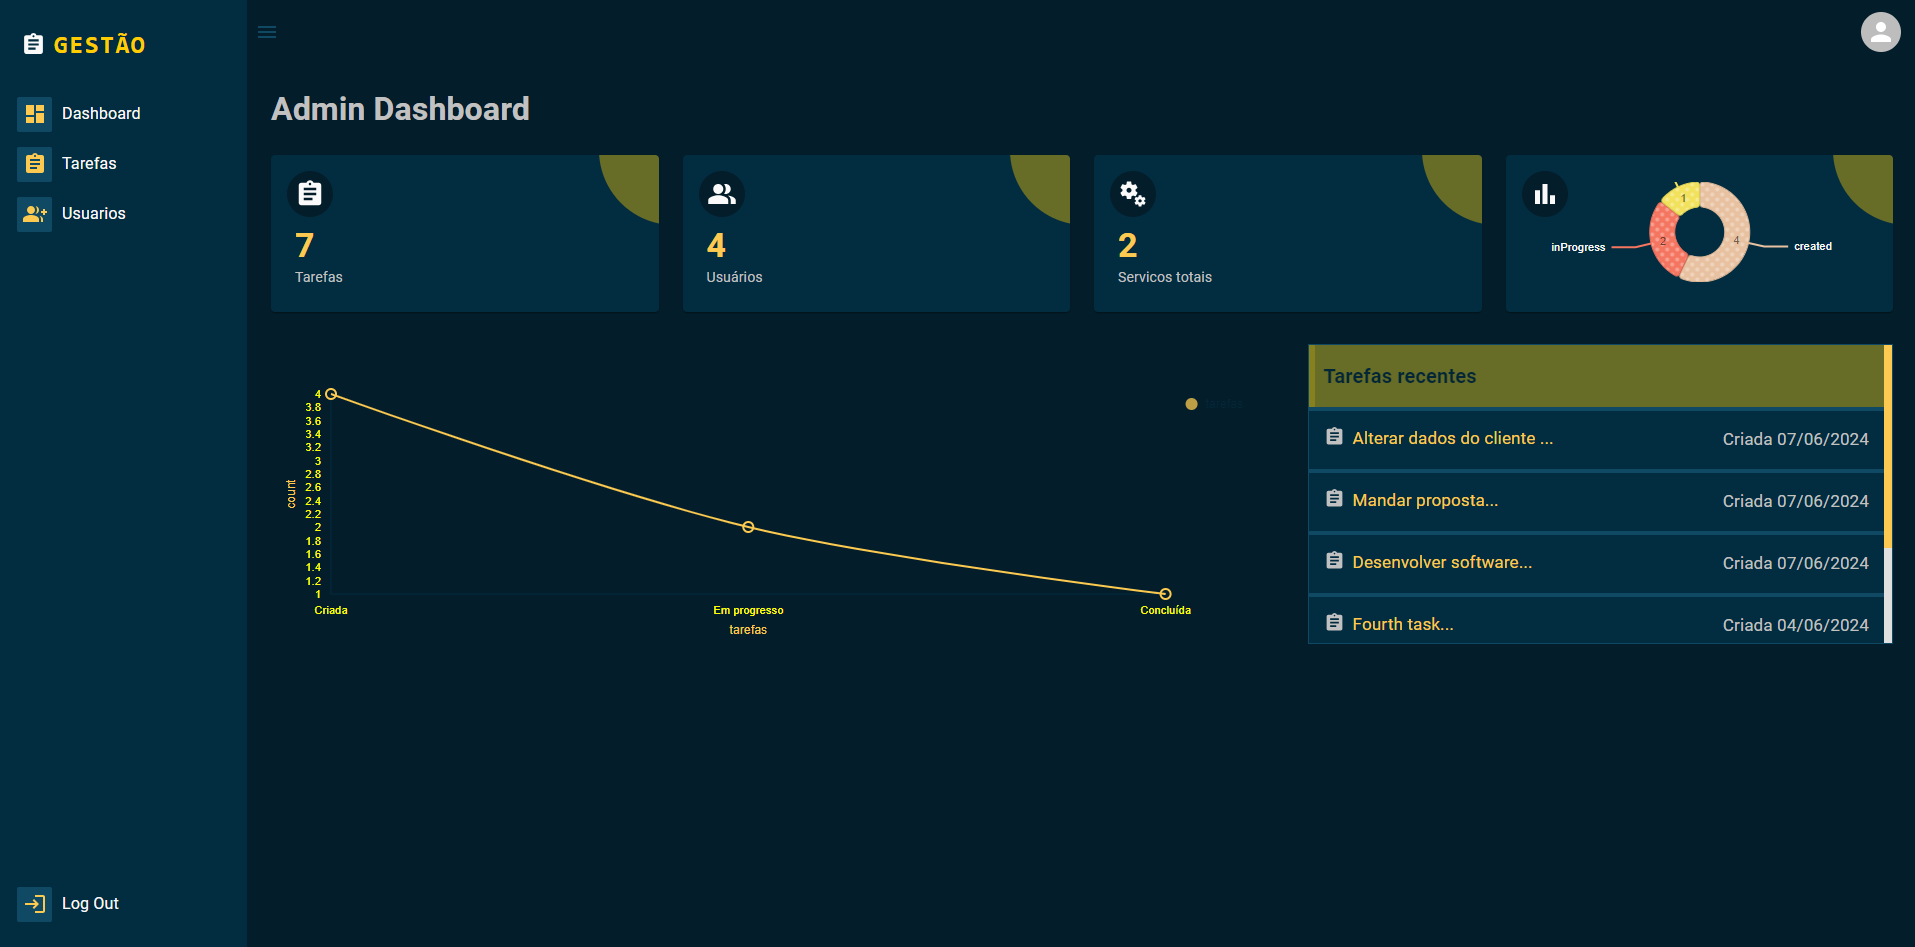 GESTÃO
Dashboard
Tarefas
Usuarios
Log Out
Admin Dashboard
7
Tarefas
4
Usuários
2
Servicos totais
1
2
4
inProgress
created
4
3.8
3.6
3.4
3.2
3
2.8
2.6
2.4
2.2
2
1.8
1.6
1.4
1.2
1
count
Criada
Em progresso
Concluída
tarefas
tarefas
Tarefas recentes
Alterar dados do cliente ...
Criada 07/06/2024
Mandar proposta...
Criada 07/06/2024
Desenvolver software...
Criada 07/06/2024
Fourth task...
Criada 04/06/2024